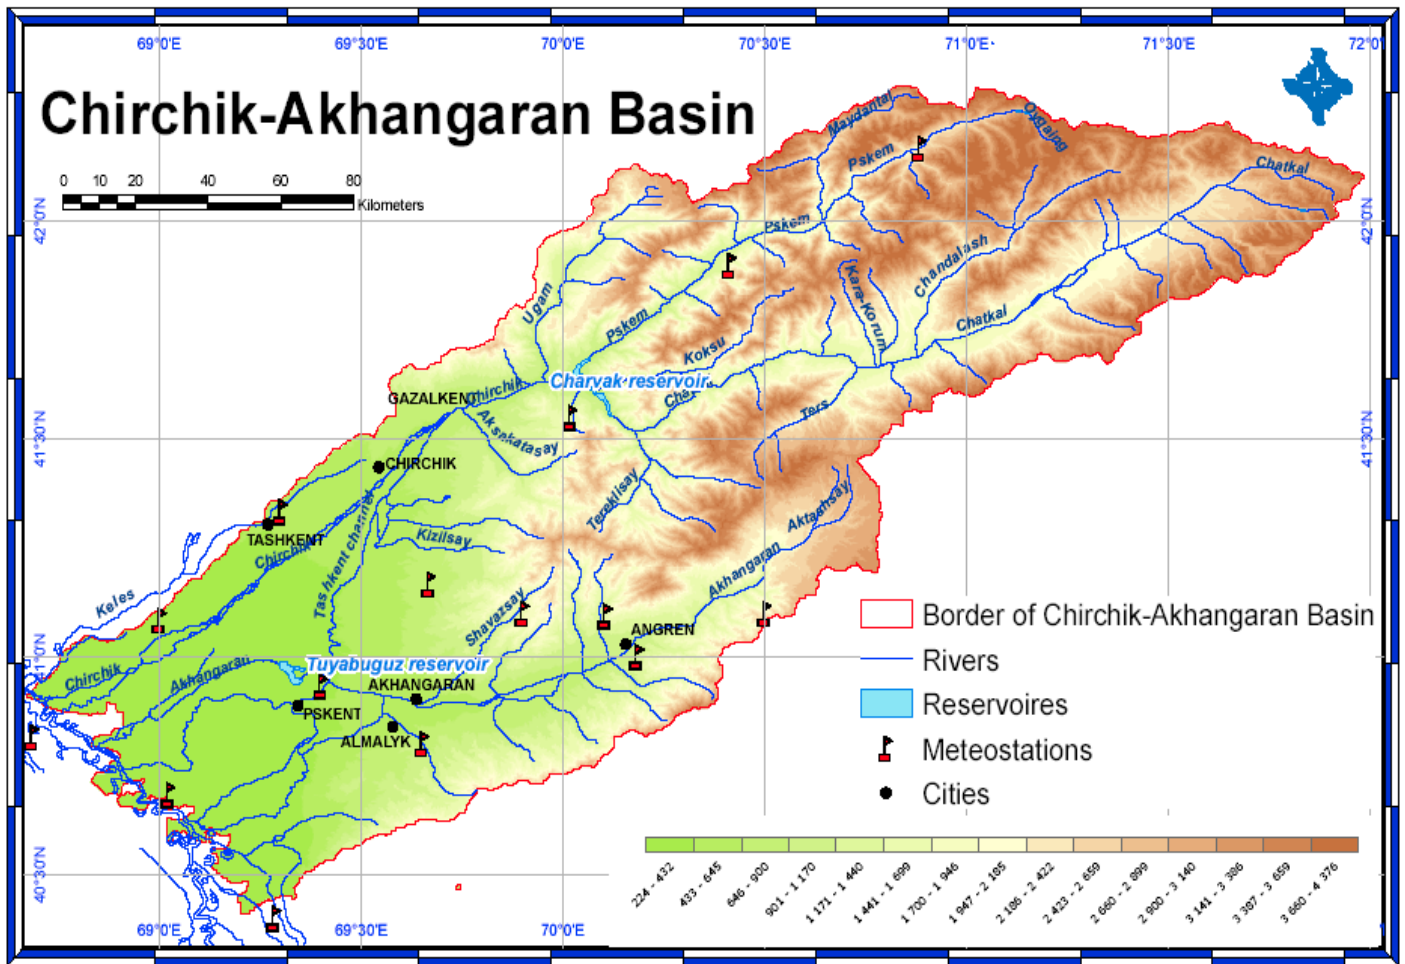 69°0'E 69°30'E 70°0'E 70°30'E 71°0'E 71°30'E 72°0'
Chirchik-Akhangaran Basin
0 10 20 40 60 80
Kilometers
42°0'N
42°0'N
Maydantal
Oygaing
Pskem
Chatkal
Pskem
Chandalash
Kara-Korum
Ugam
Pskem
Chatkal
Koksu
Charvak reservoir
Chirchik
Cha
GAZALKENT
Ters
Aksakatasay
41°30'N
41°30'N
CHIRCHIK
Tereklisay
Aktashsay
TASHKENT
Chirchik
Tashkent channel
Kizilsay
Akhangaran
Keles
Shavazsay
ANGREN
41°0'N
Chirchik
Akhangaran
Tuyabuguz reservoir
AKHANGARAN
PSKENT
ALMALYK
Border of Chirchik-Akhangaran Basin
Rivers
Reservoires
Meteostations
Cities
40°30'N
224 - 432
433 - 645
646 - 900
901 - 1 170
1 171 - 1 440
1 441 - 1 699
1 700 - 1 946
1 947 - 2 185
2 186 - 2 422
2 423 - 2 659
2 660 - 2 899
2 900 - 3 140
3 141 - 3 386
3 387 - 3 659
3 660 - 4 376
69°0'E 69°30'E 70°0'E